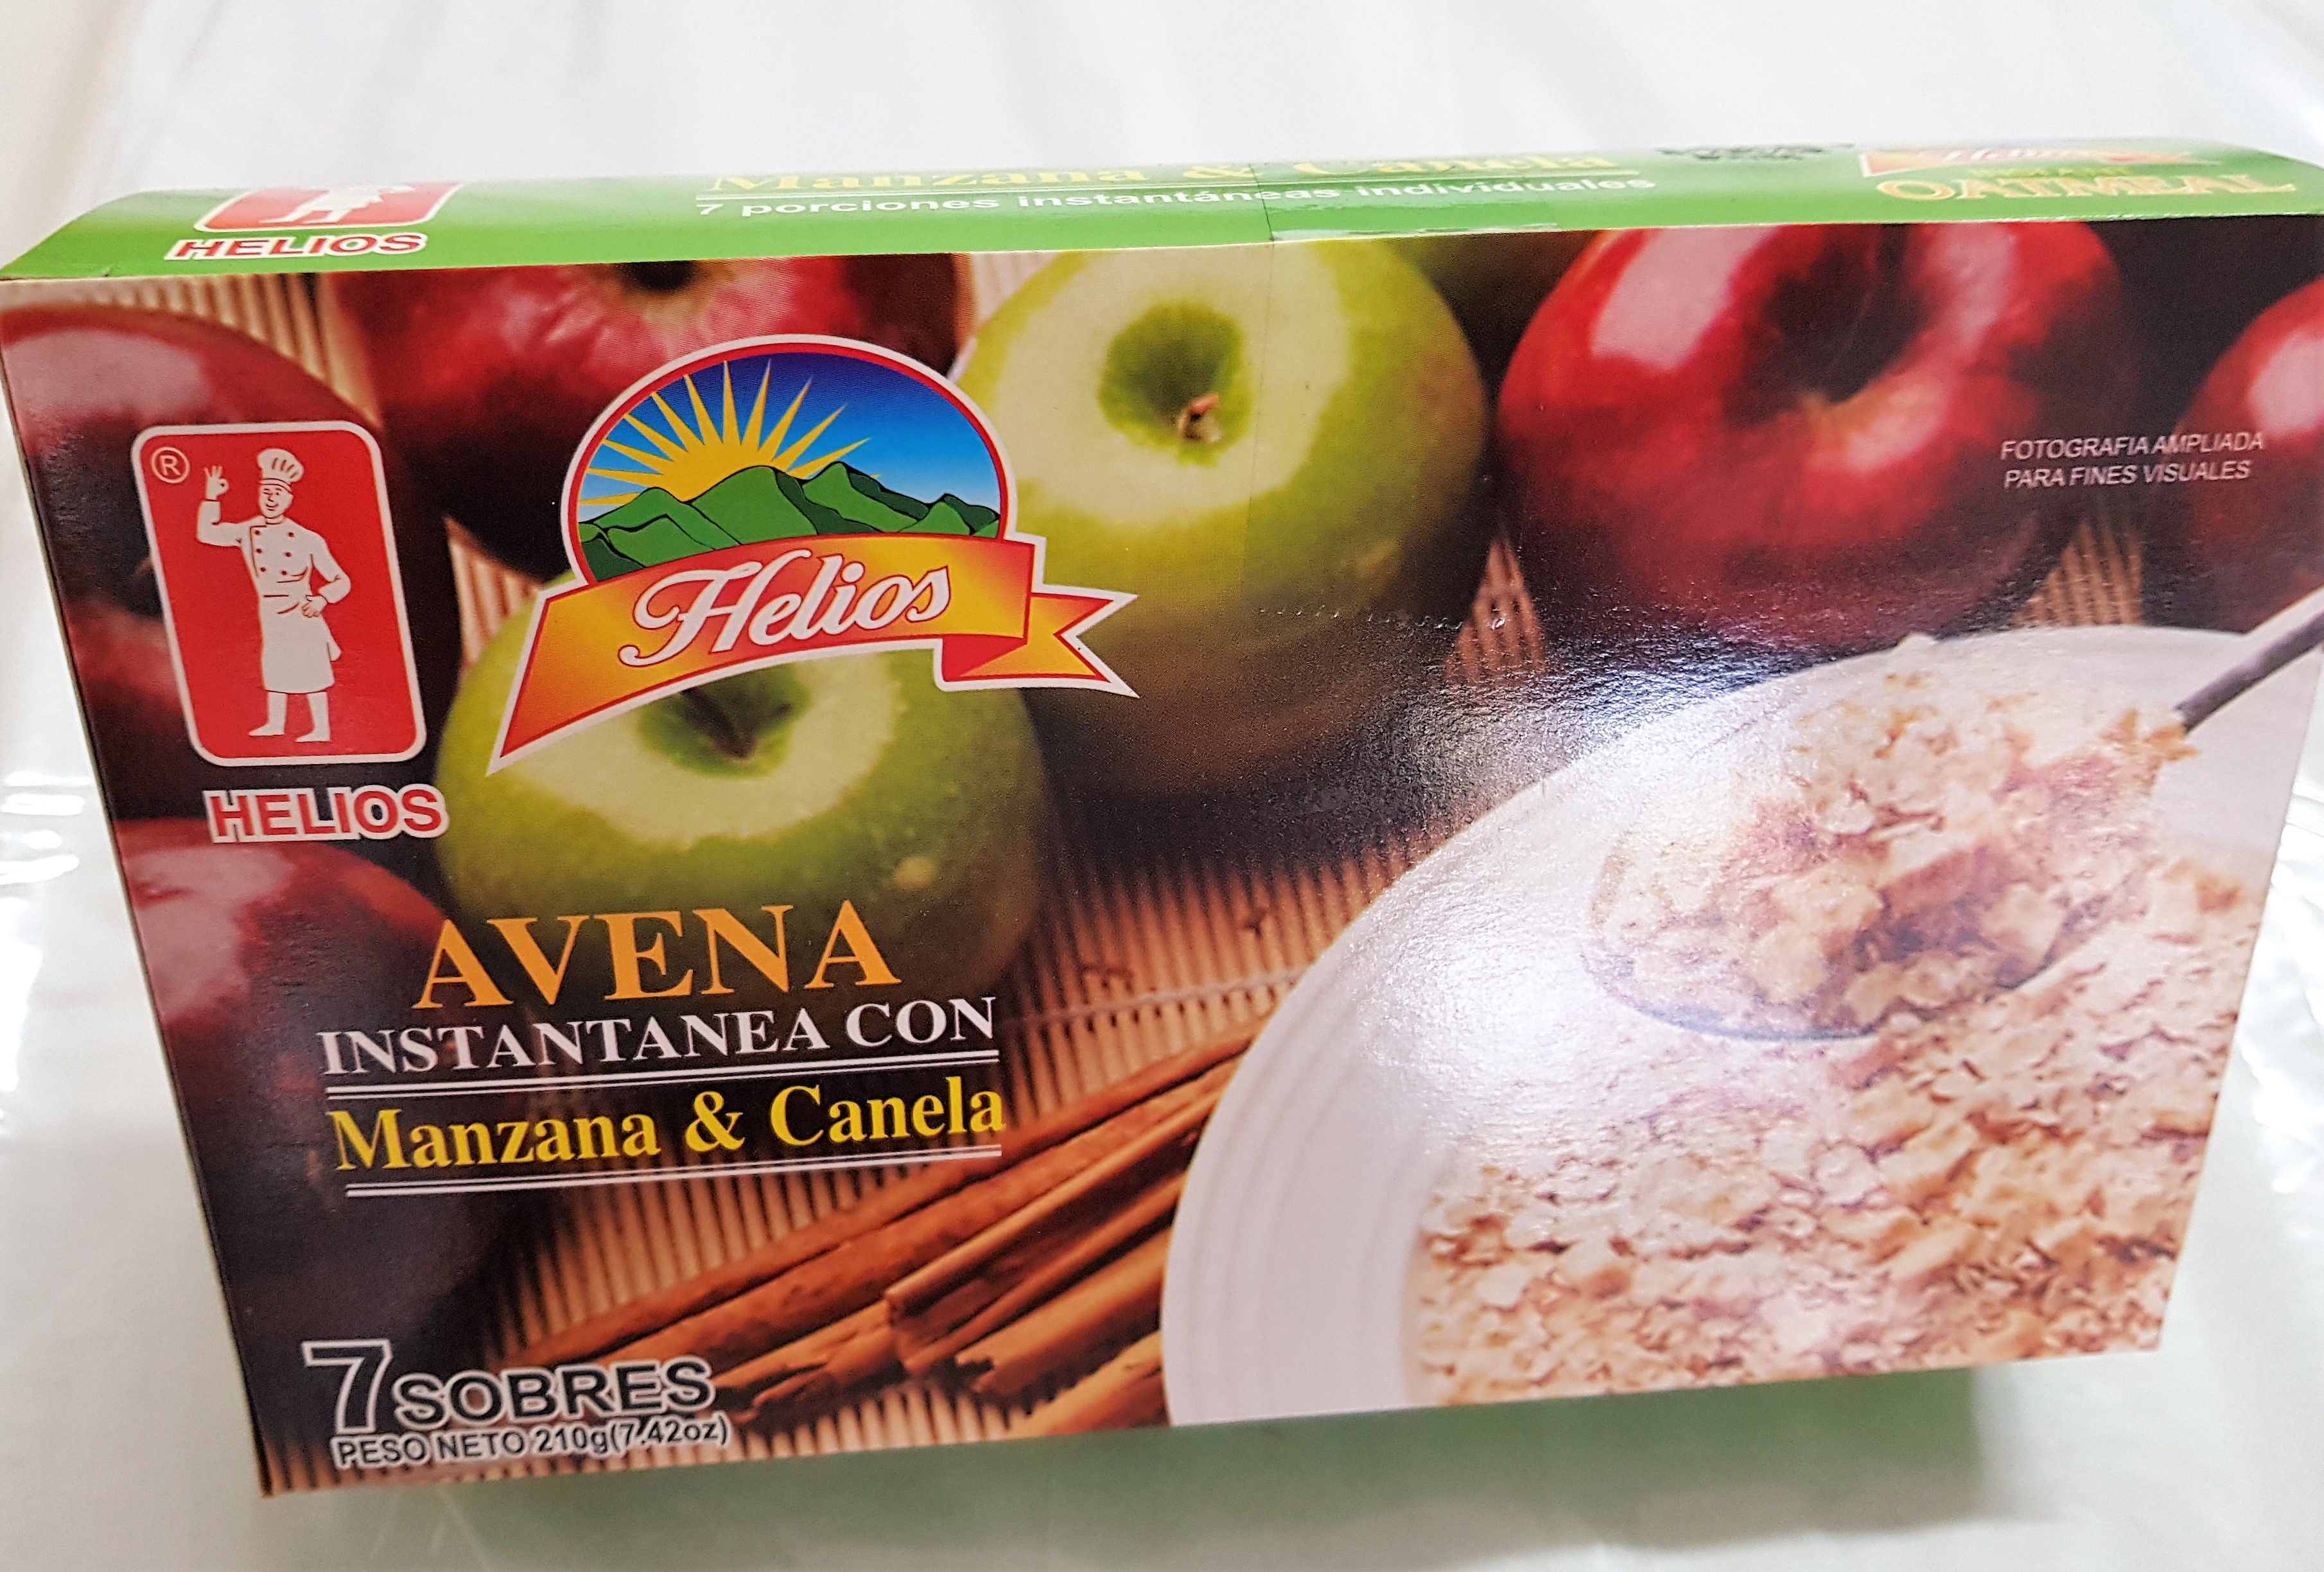 Manzana & Canela
7 porciones instantáneas individuales
HELIOS
OATMEAL
®
HELIOS
Helios
FOTOGRAFIA AMPLIADA
PARA FINES VISUALES
AVENA
INSTANTANEA CON
Manzana & Canela
7 SOBRES
PESO NETO 210g(7.42oz)